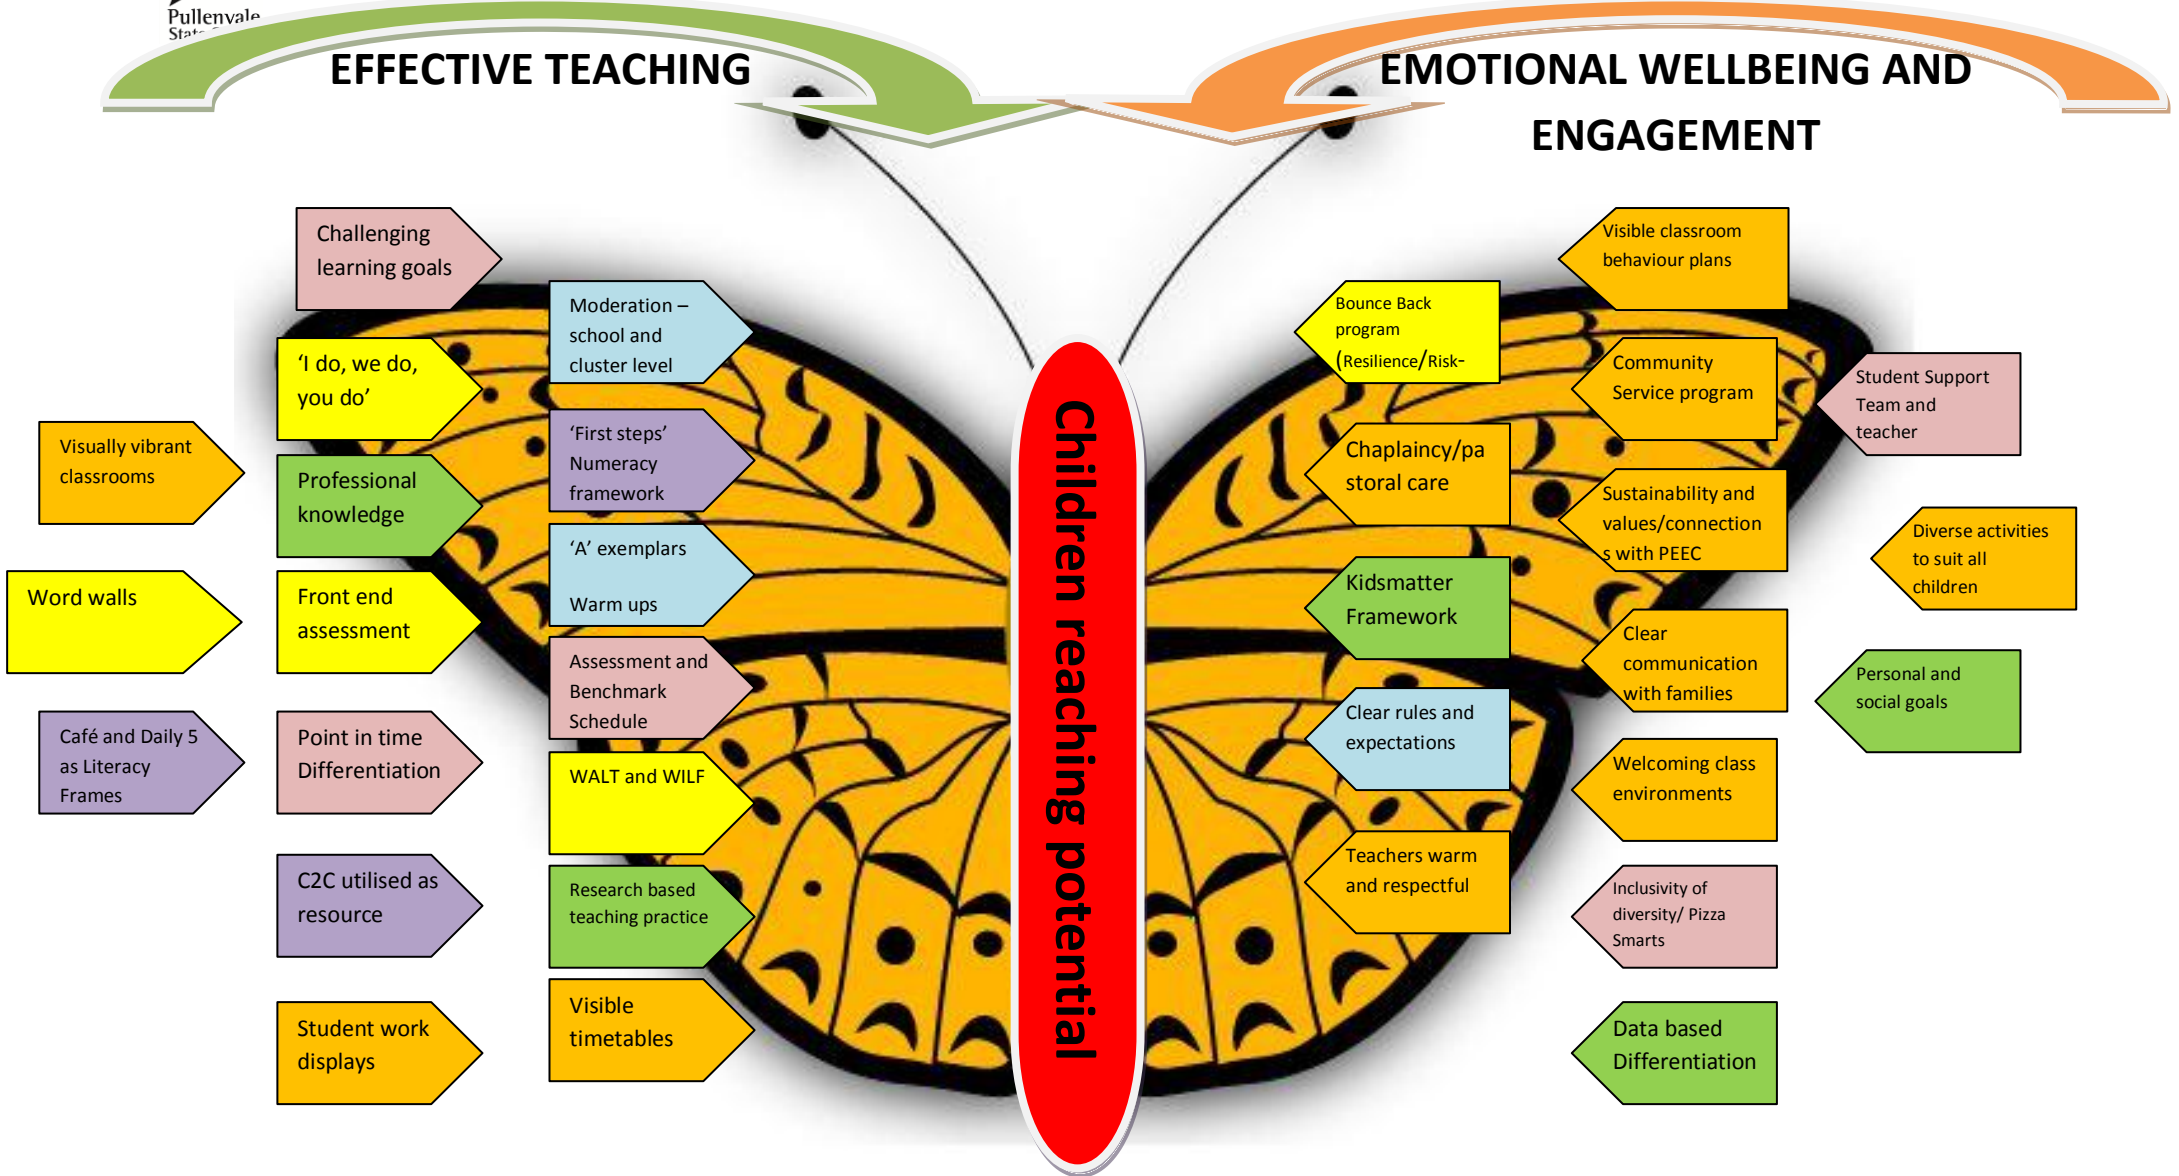 Pullenvale
State
EFFECTIVE TEACHING
EMOTIONAL WELLBEING AND
ENGAGEMENT
Challenging
learning goals
Moderation –
school and
cluster level
‘I do, we do,
you do’
‘First steps’
Numeracy
framework
Visually vibrant
classrooms
Professional
knowledge
‘A’ exemplars
Warm ups
Word walls
Front end
assessment
Assessment and
Benchmark
Schedule
Café and Daily 5
as Literacy
Frames
Point in time
Differentiation
WALT and WILF
C2C utilised as
resource
Research based
teaching practice
Student work
displays
Visible
timetables
Children reaching potential
Visible classroom
behaviour plans
Bounce Back
program
(Resilience/Risk-
Community
Service program
Student Support
Team and
teacher
Chaplaincy/pa
storal care
Sustainability and
values/connection
s with PEEC
Diverse activities
to suit all
children
Kidsmatter
Framework
Clear
communication
with families
Personal and
social goals
Clear rules and
expectations
Welcoming class
environments
Teachers warm
and respectful
Inclusivity of
diversity/ Pizza
Smarts
Data based
Differentiation